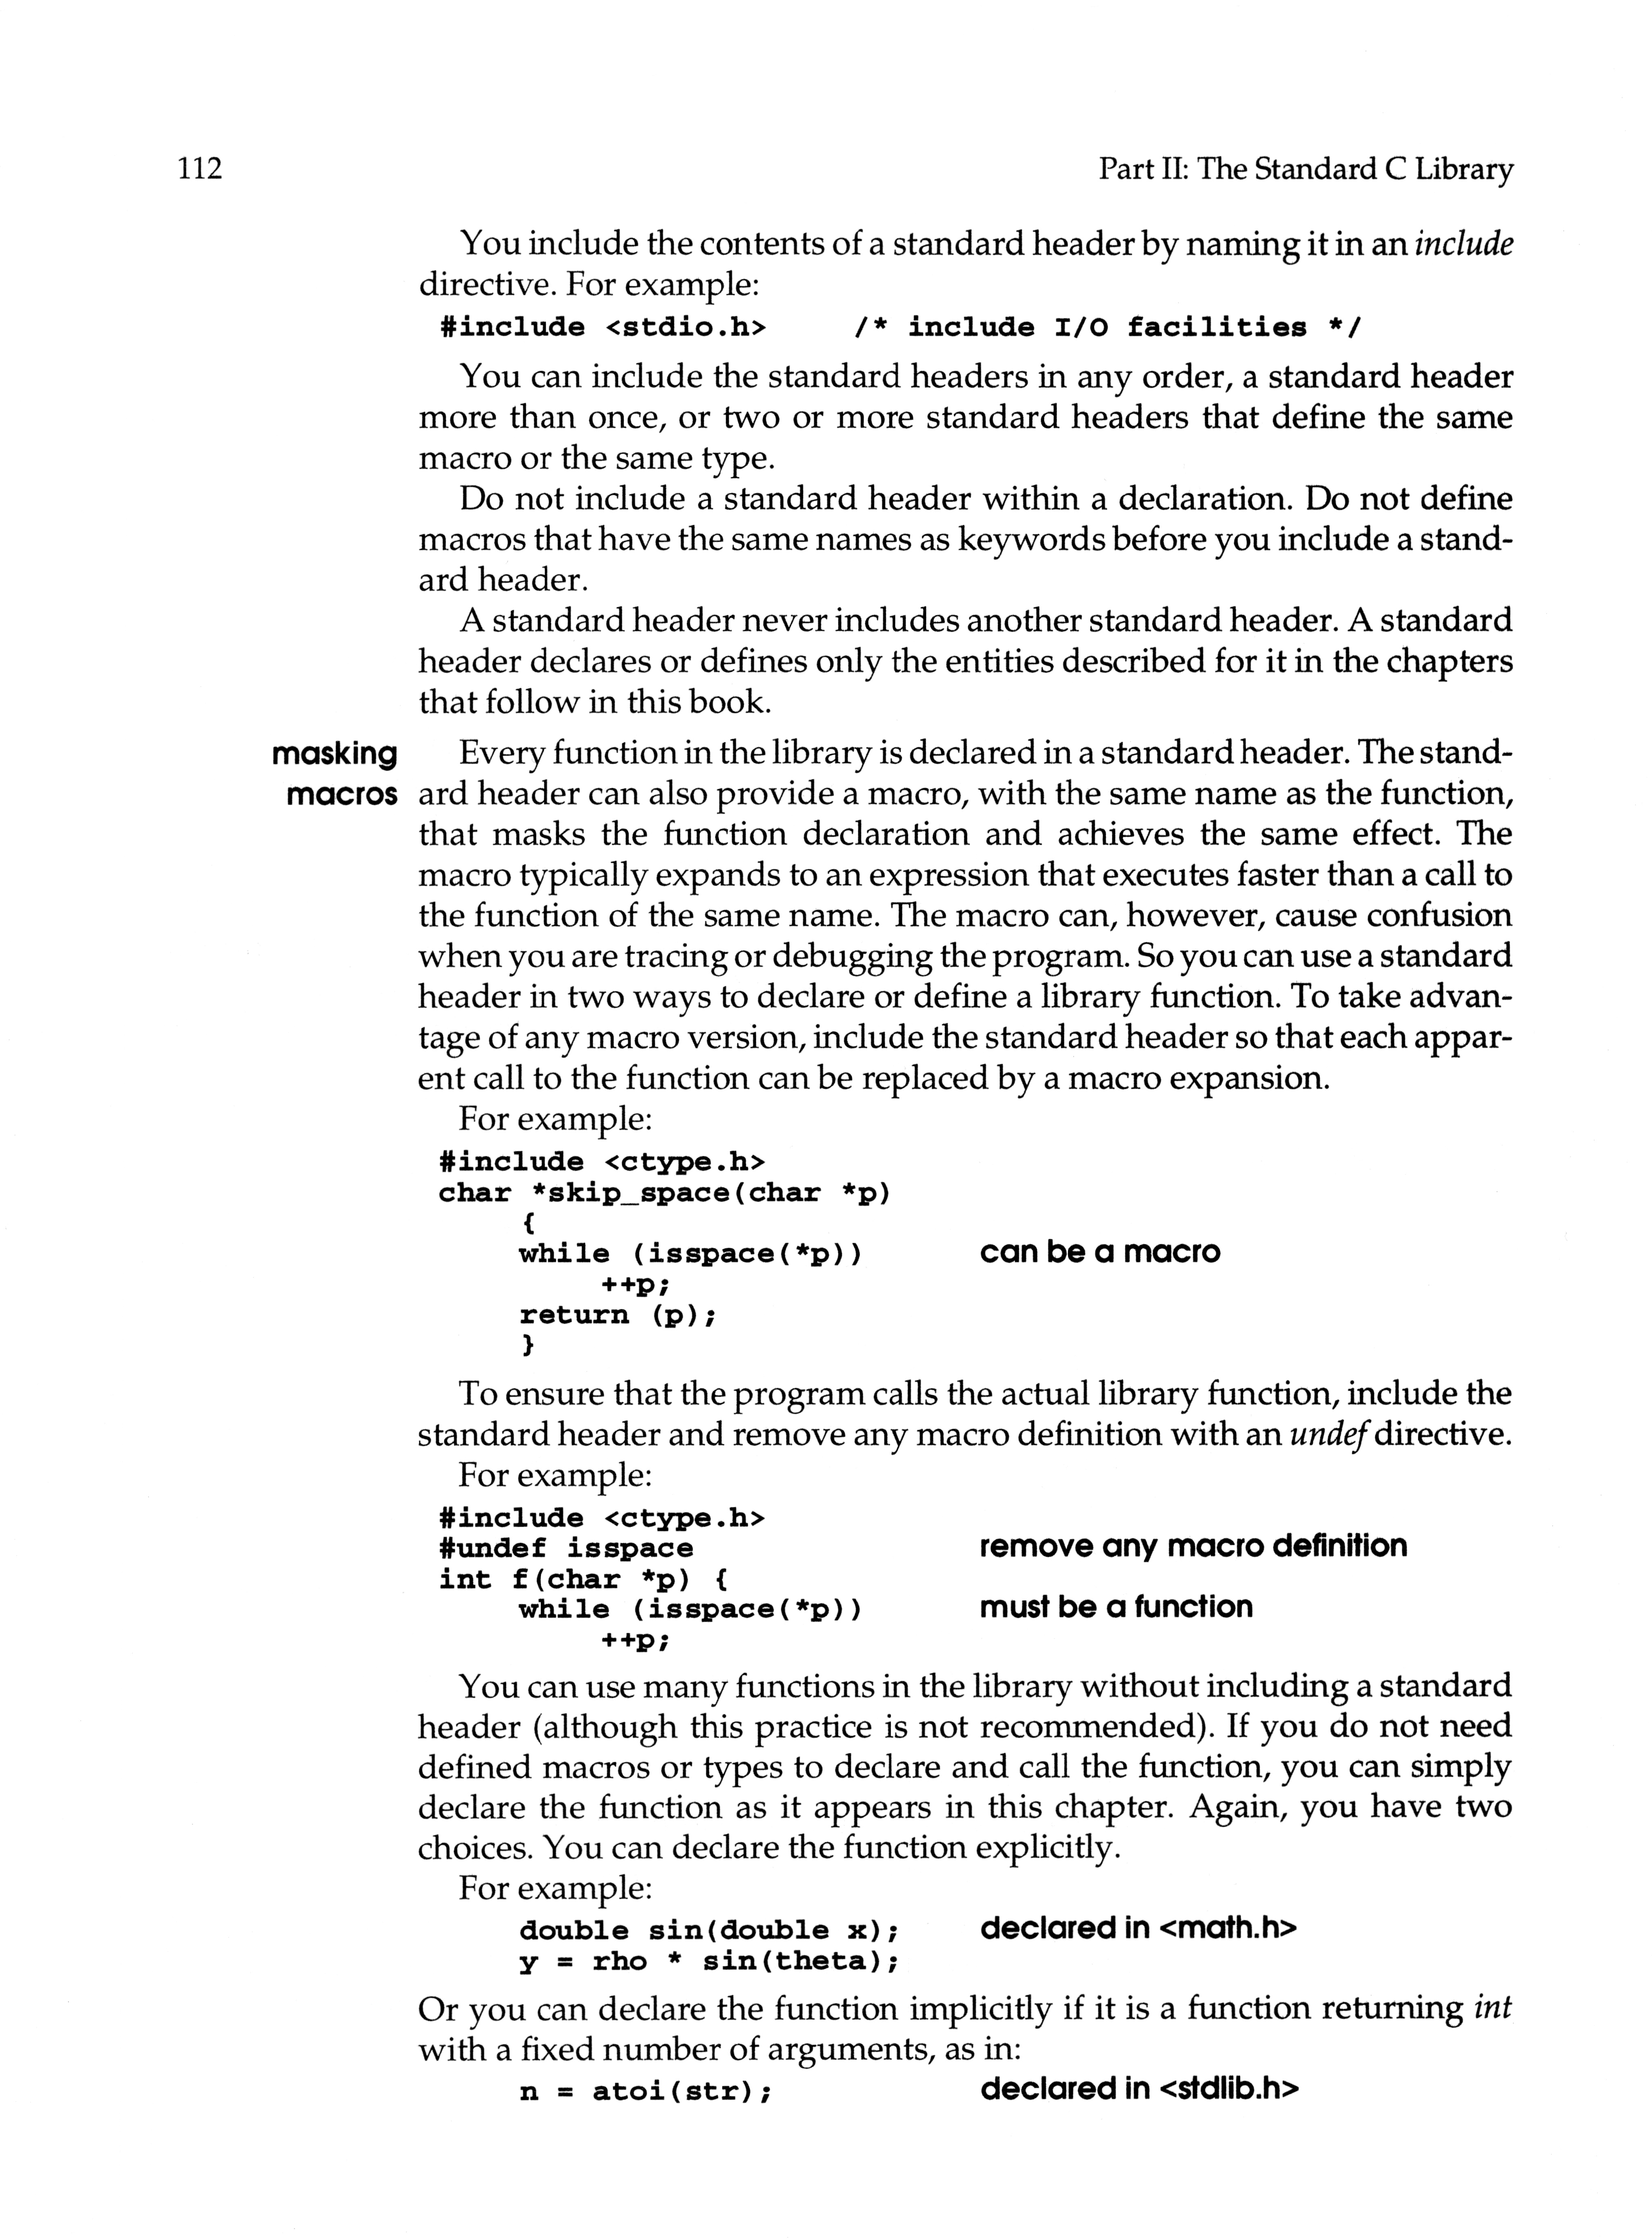 112
Part II: The Standard C Library
You include the contents of a standard header by naming it in an include
directive. For example:
#include <stdio.h>     /* include I/O facilities */
You can include the standard headers in any order, a standard header
more than once, or two or more standard headers that define the same
macro or the same type.
Do not include a standard header within a declaration. Do not define
macros that have the same names as keywords before you include a stand-
ard header.
A standard header never includes another standard header. A standard
header declares or defines only the entities described for it in the chapters
that follow in this book.
masking Every function in the library is declared in a standard header. The stand-
macros ard header can also provide a macro, with the same name as the function,
that masks the function declaration and achieves the same effect. The
macro typically expands to an expression that executes faster than a call to
the function of the same name. The macro can, however, cause confusion
when you are tracing or debugging the program. So you can use a standard
header in two ways to declare or define a library function. To take advan-
tage of any macro version, include the standard header so that each appar-
ent call to the function can be replaced by a macro expansion.
For example:
#include <ctype.h>
char *skip_space(char *p)
{
while (isspace(*p))     can be a macro
++p;
return (p);
}
To ensure that the program calls the actual library function, include the
standard header and remove any macro definition with an undef directive.
For example:
#include <ctype.h>
#undef isspace     remove any macro definition
int f(char *p) {
while (isspace(*p))     must be a function
++p;
You can use many functions in the library without including a standard
header (although this practice is not recommended). If you do not need
defined macros or types to declare and call the function, you can simply
declare the function as it appears in this chapter. Again, you have two
choices. You can declare the function explicitly.
For example:
double sin(double x);     declared in <math.h>
y = rho * sin(theta);
Or you can declare the function implicitly if it is a function returning int
with a fixed number of arguments, as in:
n = atoi(str);     declared in <stdlib.h>